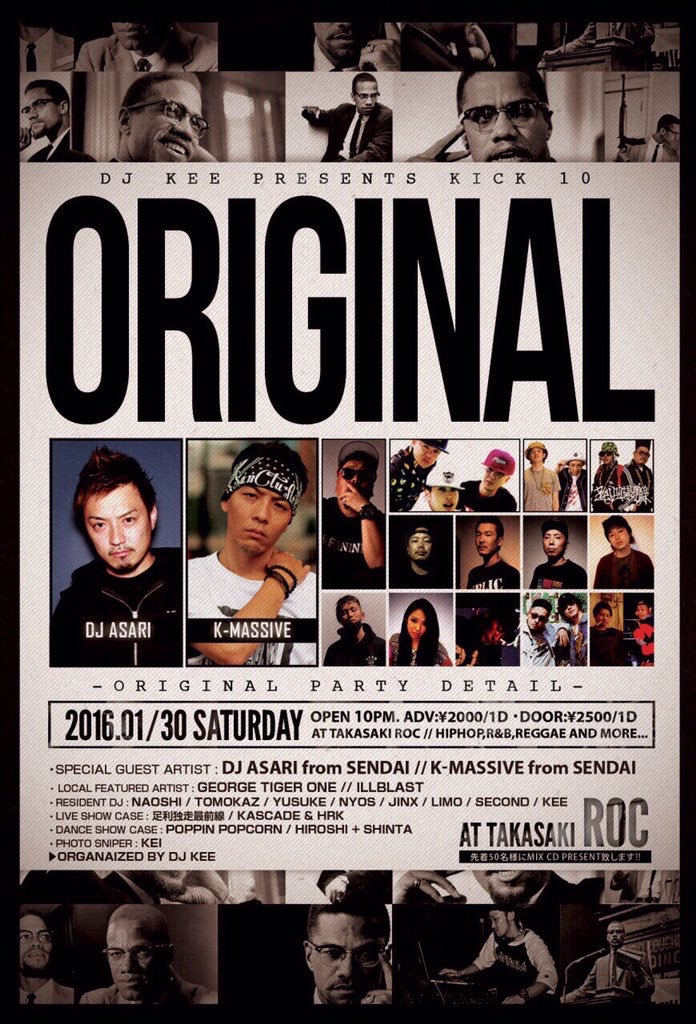 DJ KEE PRESENTS KICK 10
ORIGINAL
DJ ASARI
K-MASSIVE
-ORIGINAL PARTY DETAIL-
2016.01/30 SATURDAY
OPEN 10PM. ADV:¥2000/1D・DOOR:¥2500/1D
AT TAKASAKI ROC // HIPHOP,R&B,REGGAE AND MORE...
・SPECIAL GUEST ARTIST : DJ ASARI from SENDAI // K-MASSIVE from SENDAI
・LOCAL FEATURED ARTIST : GEORGE TIGER ONE // ILLBLAST
・RESIDENT DJ : NAOSHI / TOMOKAZ / YUSUKE / NYOS / JINX / LIMO / SECOND / KEE
・LIVE SHOW CASE : 足利独走最前線 / KASCADE & HRK
・DANCE SHOW CASE : POPPIN POPCORN / HIROSHI + SHINTA
・PHOTO SNIPER : KEI
▶ORGANAIZED BY DJ KEE
AT TAKASAKI ROC
先着50名様にMIX CD PRESENT致します!!